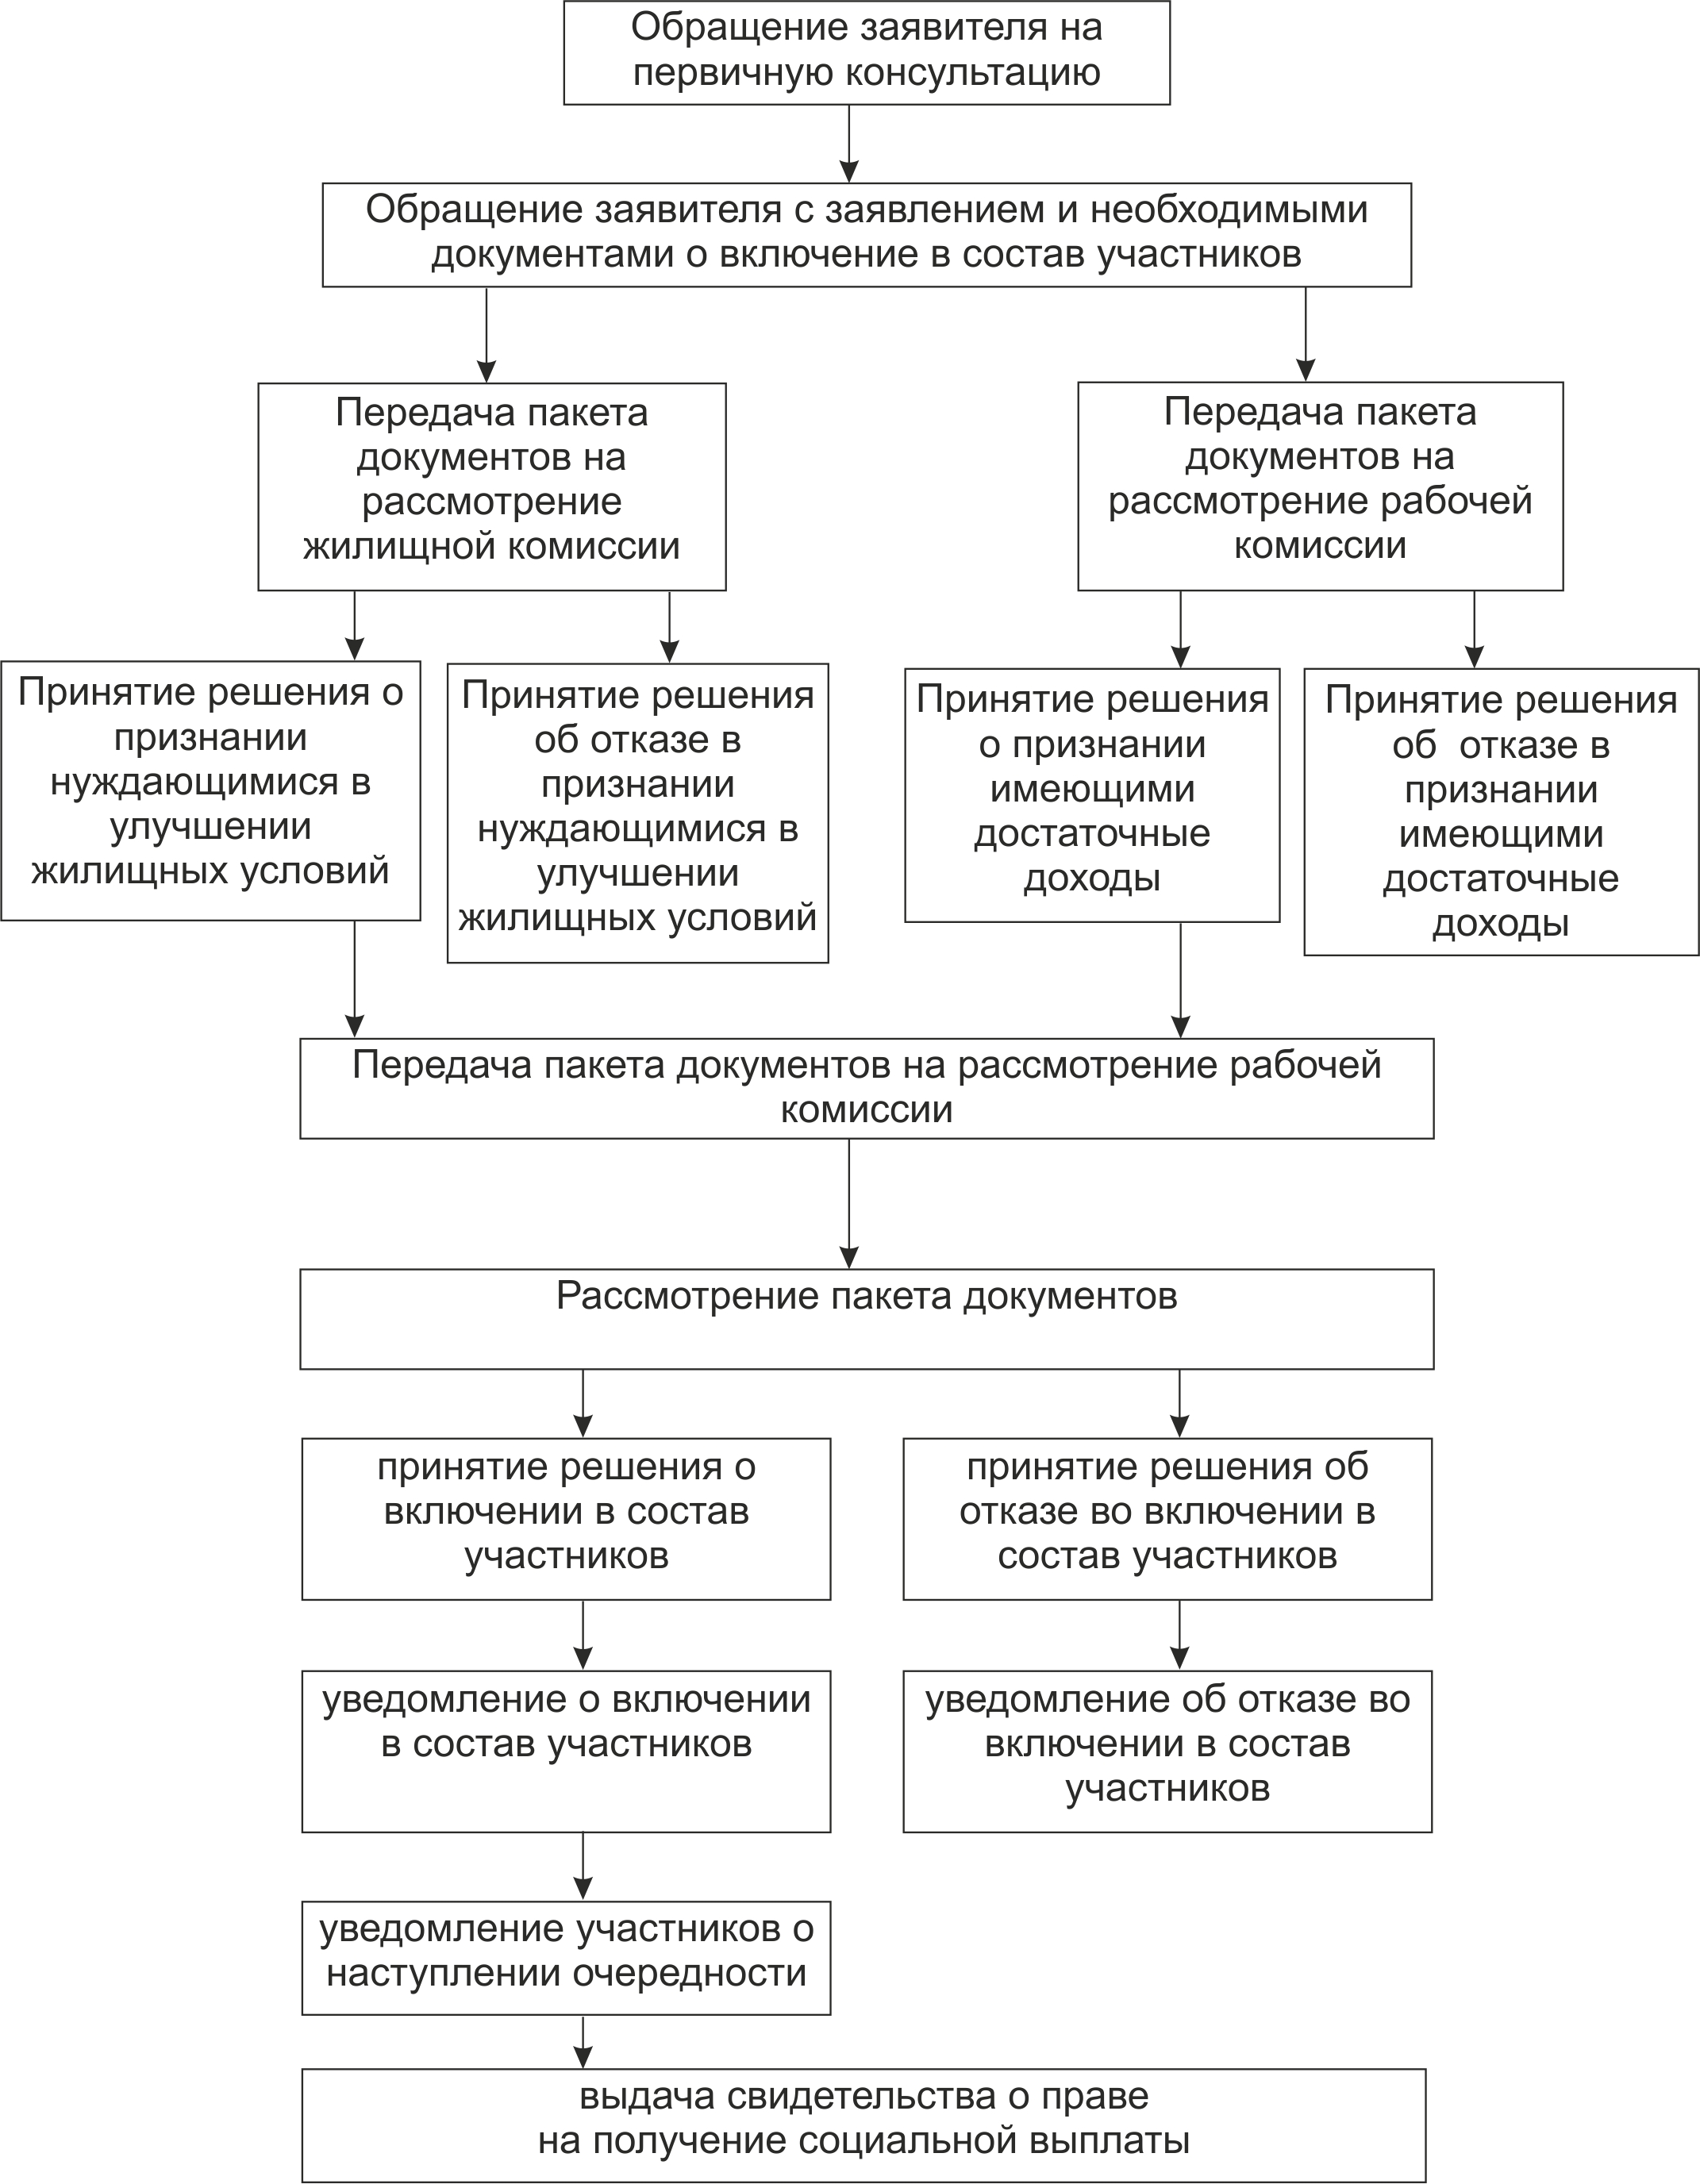 Обращение заявителя на
первичную консультацию
Обращение заявителя с заявлением и необходимыми
документами о включение в состав участников
Передача пакета
документов на
рассмотрение
жилищной комиссии
Передача пакета
документов на
рассмотрение рабочей
комиссии
Принятие решения о
признании
нуждающимися в
улучшении
жилищных условий
Принятие решения
об отказе в
признании
нуждающимися в
улучшении
жилищных условий
Принятие решения
о признании
имеющими
достаточные
доходы
Принятие решения
об  отказе в
признании
имеющими
достаточные
доходы
Передача пакета документов на рассмотрение рабочей
комиссии
Рассмотрение пакета документов
принятие решения о
включении в состав
участников
принятие решения об
отказе во включении в
состав участников
уведомление о включении
в состав участников
уведомление об отказе во
включении в состав
участников
уведомление участников о
наступлении очередности
выдача свидетельства о праве
на получение социальной выплаты